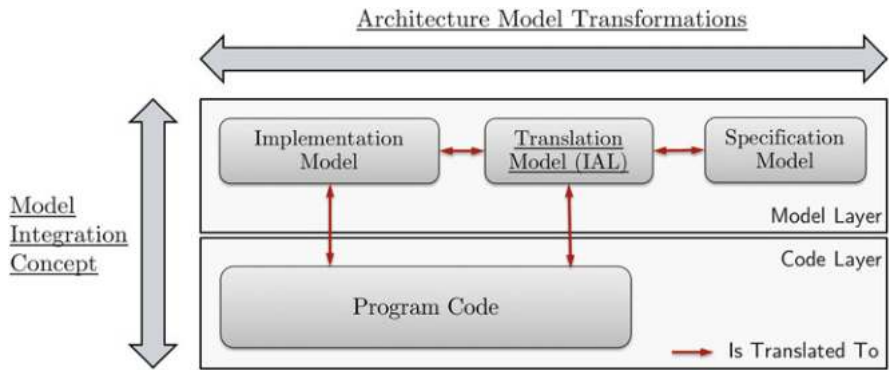 Architecture Model Transformations
Implementation
Model
Translation
Model (IAL)
Specification
Model
Model Layer
Model
Integration
Concept
Code Layer
Program Code
Is Translated To